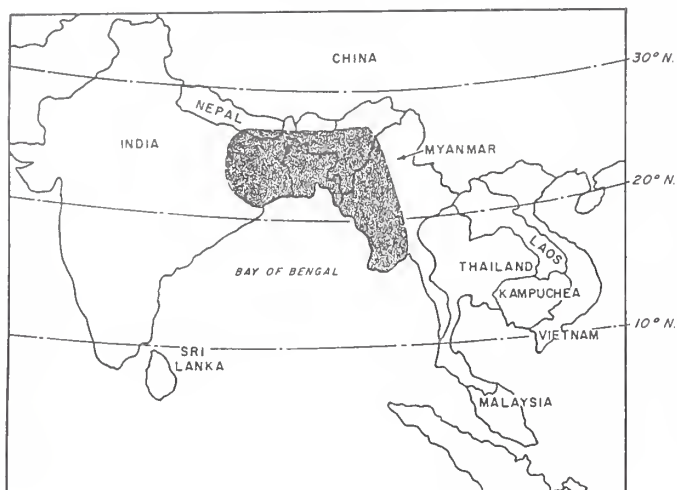 CHINA
30° N.
NEPAL
INDIA
MYANMAR
20° N.
LAOS
BAY OF BENGAL
THAILAND
KAMPUCHEA
10° N.
VIETNAM
SRI
LANKA
MALAYSIA